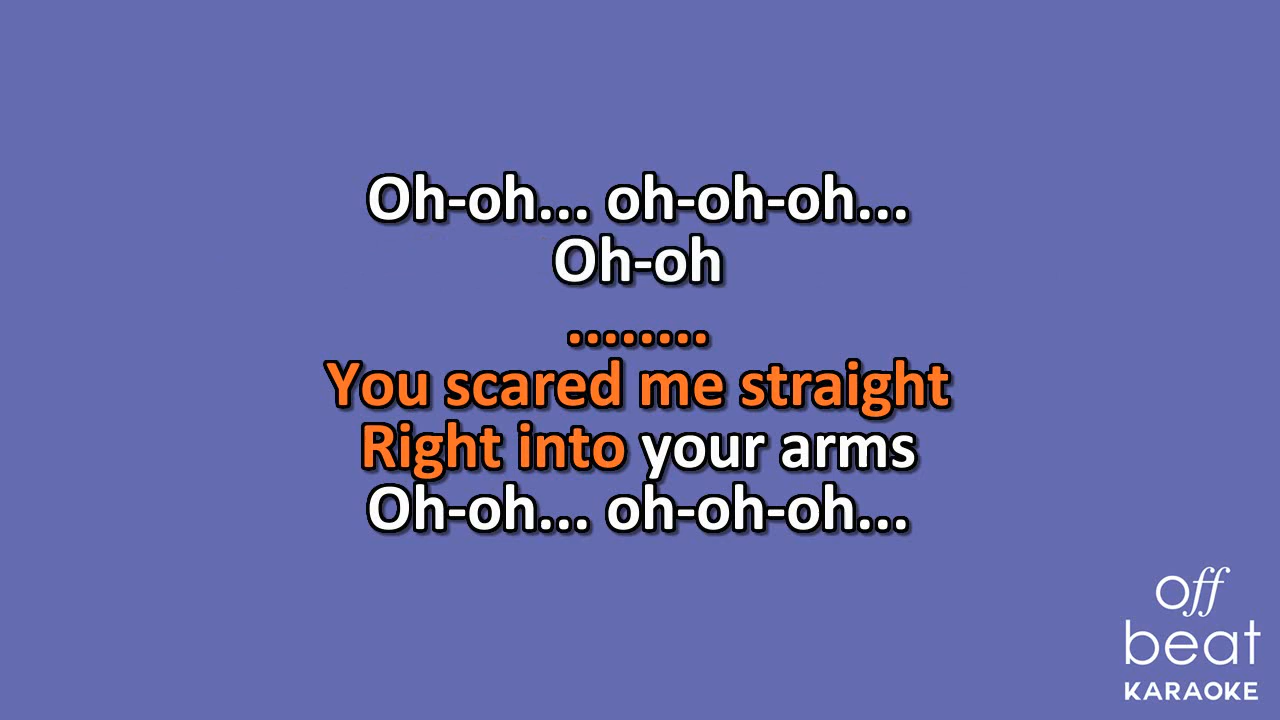 Oh-oh... oh-oh-oh...
Oh-oh
........
You scared me straight
Right into your arms
Oh-oh... oh-oh-oh...
off
beat
KARAOKE